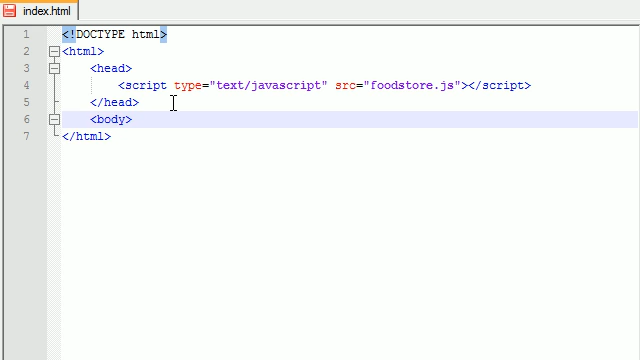 index.html
1 <!DOCTYPE html>
2 <html>
3 <head>
4 <script type="text/javascript" src="foodstore.js"></script>
5 </head>
6 <body>
7 </html>